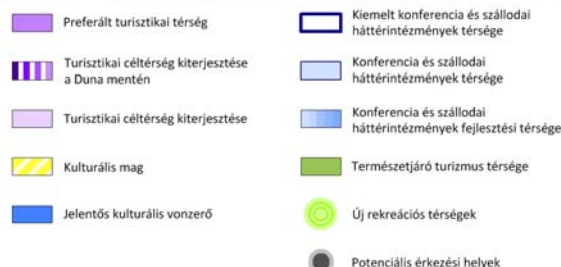 Preferált turisztikai térség
Turisztikai céltérség kiterjesztése
a Duna mentén
Turisztikai céltérség kiterjesztése
Kulturális mag
Jelentős kulturális vonzerő
Kiemelt konferencia és szállodai
háttérintézmények térsége
Konferencia és szállodai
háttérintézmények térsége
Konferencia és szállodai
háttérintézmények fejlesztési térsége
Természetjáró turizmus térsége
Új rekreációs térségek
Potenciális érkezési helyek